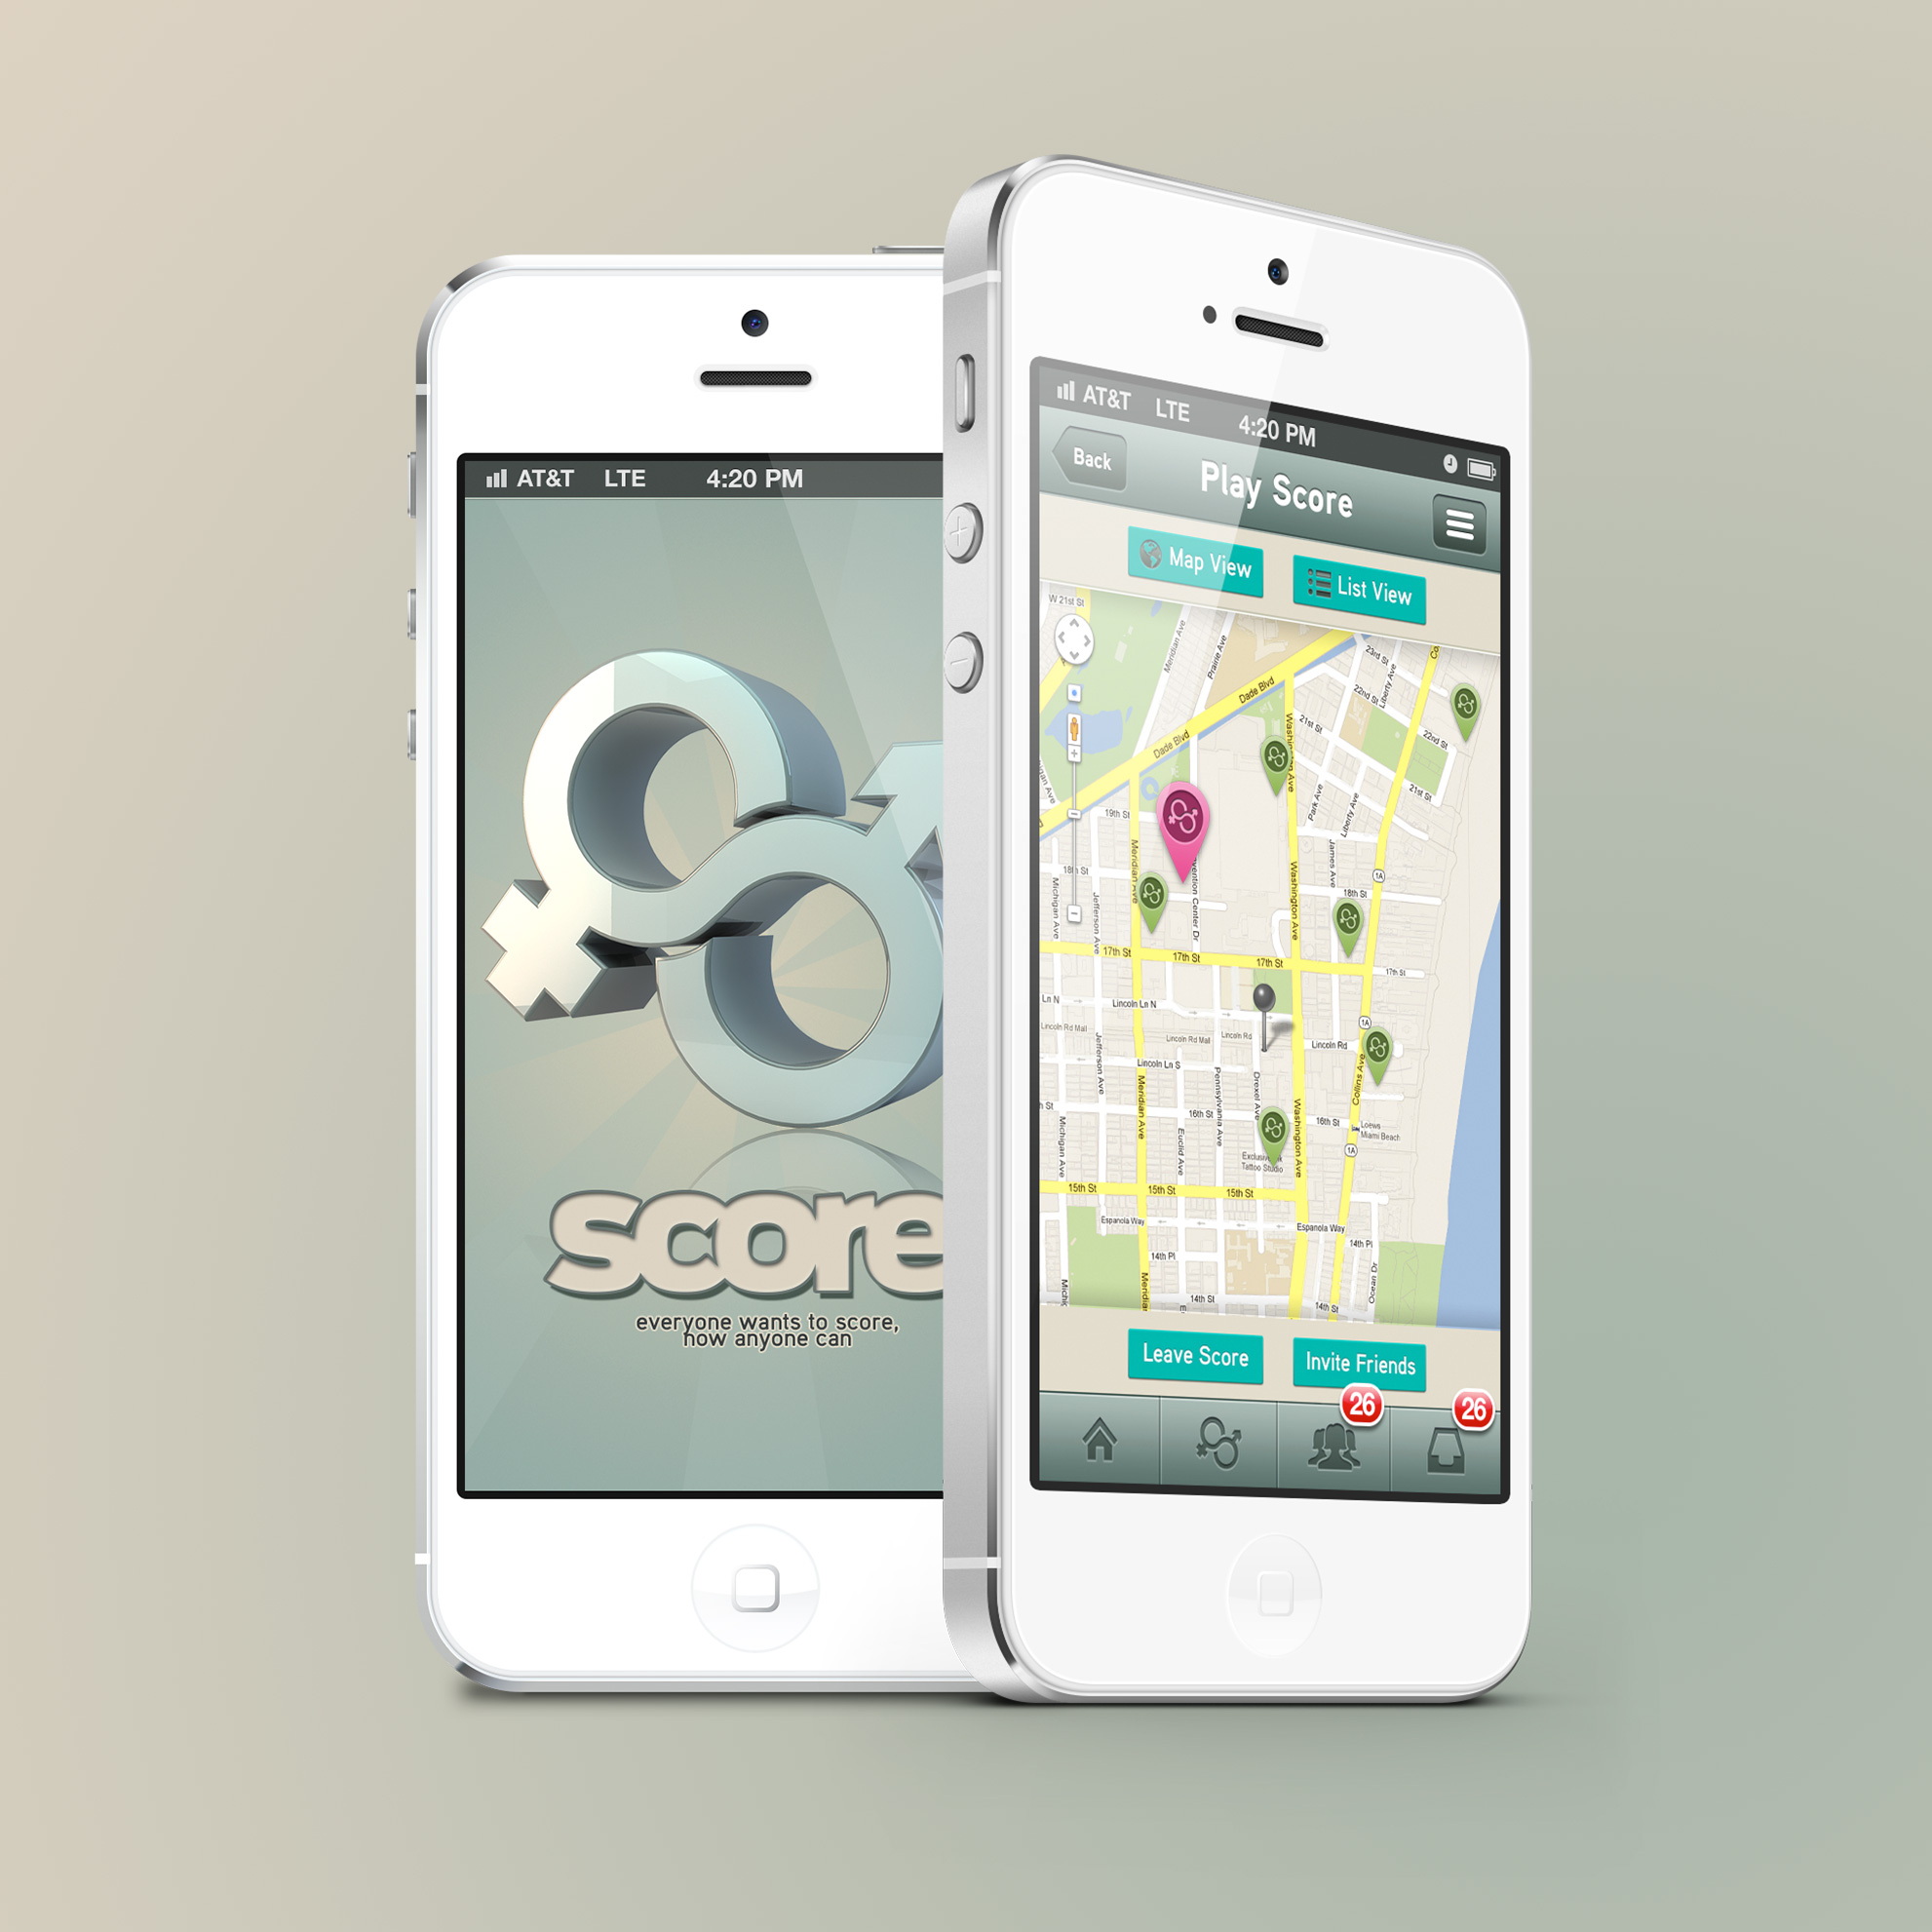 AT&T LTE 4:20 PM
score
everyone wants to score,
now anyone can
AT&T LTE 4:20 PM
Back
Play Score
Map View
List View
W 21st St
Meridian Ave
Prairie Ave
Dade Blvd
Dade Blvd
23rd St
Liberty Ave
22nd St
22nd St
21st St
21st St
Washington Ave
Park Ave
Liberty Ave
James Ave
19th St
18th St
18th St
1A
Meridian Ave
Michigan Ave
Jefferson Ave
Washington Ave
17th St
17th St
17th St
17th St
Lincoln Ln N
Lincoln Rd Mall
Lincoln Rd Mall
Lincoln Rd
Lincoln Rd
1A
Lincoln Ln S
Jefferson Ave
Meridian Ave
Pennsylvania Ave
Drexel Ave
Collins Ave
16th St
16th St
Loews
Miami Beach
1A
Michigan Ave
Euclid Ave
Washington Ave
Tattoo Studio
15th St
15th St
15th St
Espanola Way
Espanola Way
14th Pl
14th Pl
Ocean Dr
14th St
14th St
Leave Score
Invite Friends
26
26